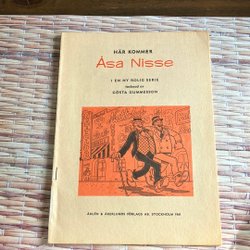 HÄR KOMMER
Åsa Nisse
I EN NY ROLIG SERIE
tecknad av
GÖSTA GUMMESSON
ÅHLÉN & ÅKERLUNDS FÖRLAGS AB, STOCKHOLM